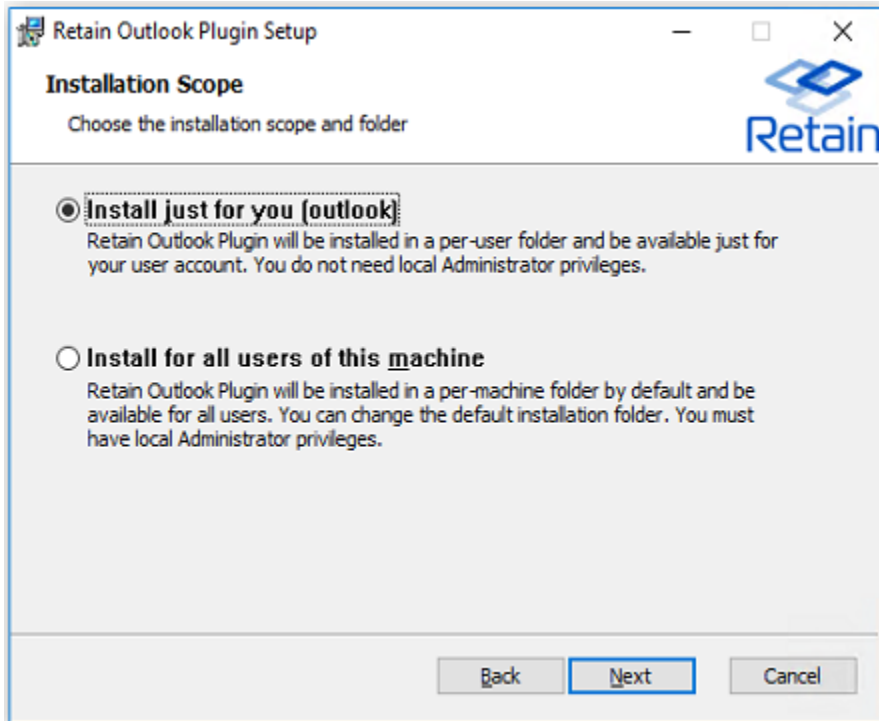 Retain Outlook Plugin Setup
Installation Scope
Choose the installation scope and folder
Retain
Install just for you (outlook)
Retain Outlook Plugin will be installed in a per-user folder and be available just for
your user account. You do not need local Administrator privileges.
Install for all users of this machine
Retain Outlook Plugin will be installed in a per-machine folder by default and be
available for all users. You can change the default installation folder. You must
have local Administrator privileges.
Back
Next
Cancel